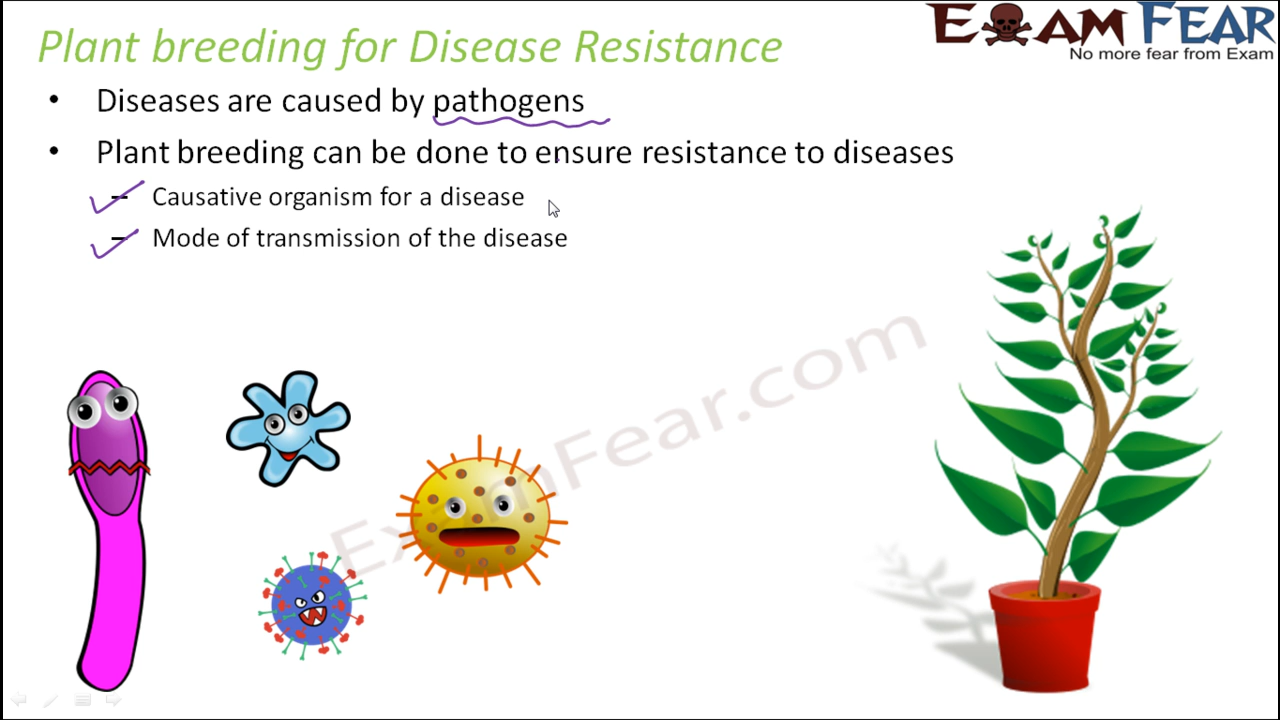 Plant breeding for Disease Resistance
EXAM FEAR
No more fear from Exam
• Diseases are caused by pathogens
• Plant breeding can be done to ensure resistance to diseases
– Causative organism for a disease
– Mode of transmission of the disease
ExamFear.com